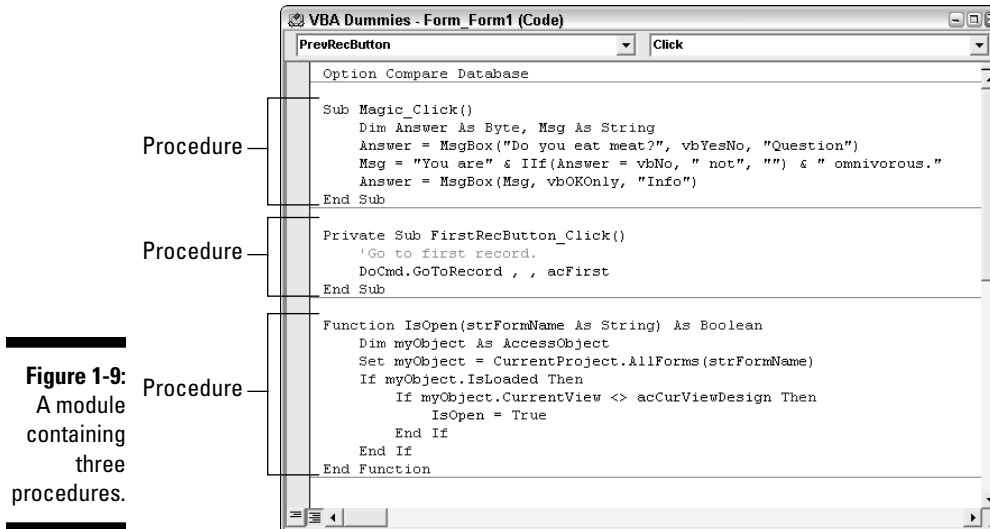 VBA Dummies - Form_Form1 (Code)
PrevRecButton
Click
Option Compare Database
Sub Magic_Click()
Dim Answer As Byte, Msg As String
Answer = MsgBox("Do you eat meat?", vbYesNo, "Question")
Msg = "You are" & IIf(Answer = vbNo, " not", "") & " omnivorous."
Answer = MsgBox(Msg, vbOKOnly, "Info")
End Sub
Procedure
Private Sub FirstRecButton_Click()
'Go to first record.
DoCmd.GoToRecord , , acFirst
End Sub
Procedure
Function IsOpen(strFormName As String) As Boolean
Dim myObject As AccessObject
Set myObject = CurrentProject.AllForms(strFormName)
If myObject.IsLoaded Then
If myObject.CurrentView <> acCurViewDesign Then
IsOpen = True
End If
End If
End Function
Procedure
Figure 1-9:
A module
containing
three
procedures.